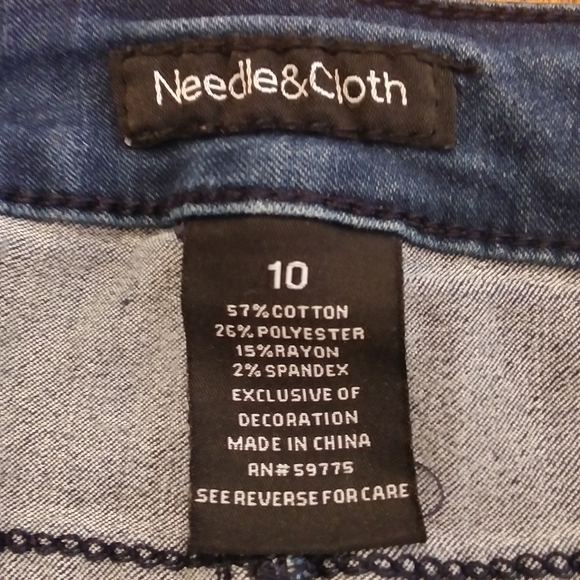 Needle&Cloth
10
57%COTTON
26%POLYESTER
15%RAYON
2% SPANDEX
EXCLUSIVE OF
DECORATION
MADE IN CHINA
RN#59775
SEE REVERSE FOR CARE